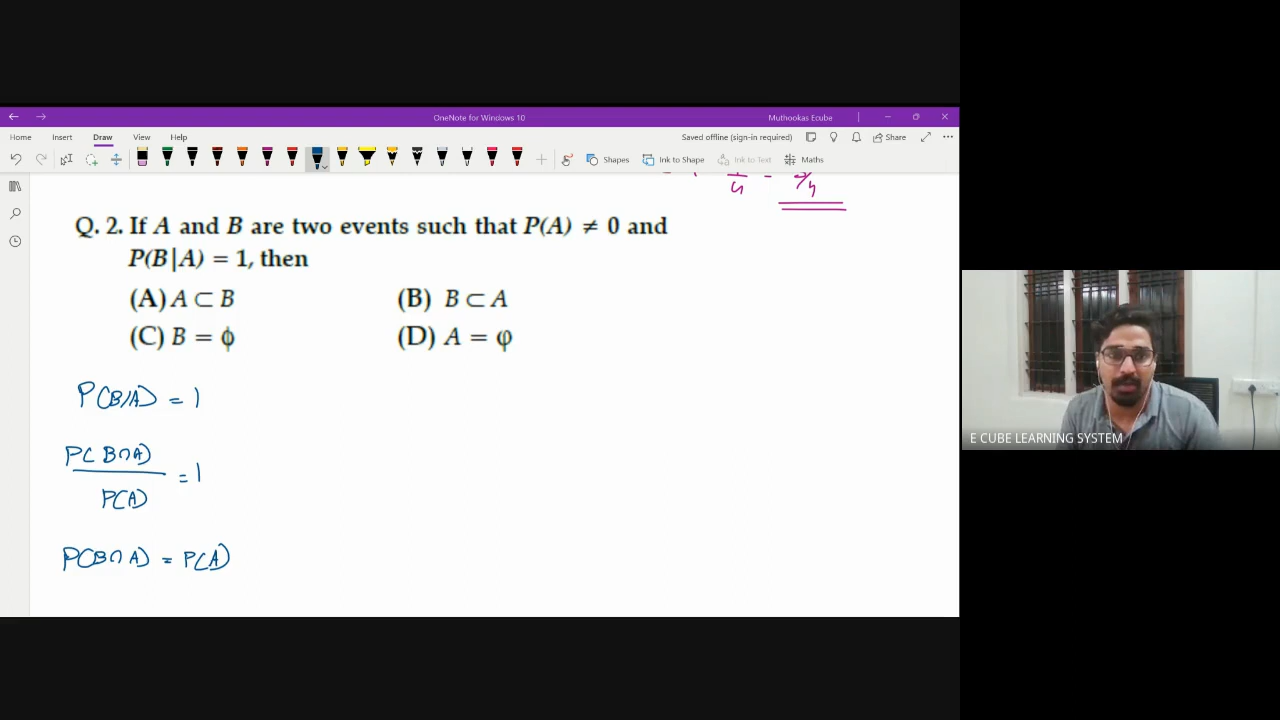 OneNote for Windows 10
Muthookas Ecube
Home Insert Draw View Help
Saved offline (sign-in required) Share
Shapes Ink to Shape Ink to Text Maths
Q. 2. If A and B are two events such that P(A) ≠ 0 and
P(B|A) = 1, then
(A) A ⊂ B (B) B ⊂ A
(C) B = ϕ (D) A = φ
P(B/A) = 1
P(B∩A)
= 1
P(A)
P(B∩A) = P(A)
E CUBE LEARNING SYSTEM